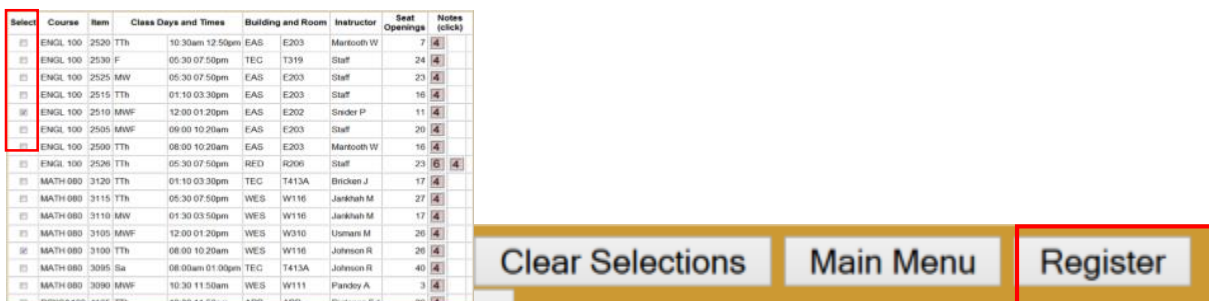 Select Course Item Class Days and Times Building and Room Instructor Seat Openings Notes (click)
ENGL 100 2520 TTh 10:30am 12:50pm EAS E203 Mantooth W 7 4
ENGL 100 2530 F 05:30 07:50pm TEC T319 Staff 24 4
ENGL 100 2525 MW 05:30 07:50pm EAS E203 Staff 23 4
ENGL 100 2515 TTh 01:10 03:30pm EAS E203 Staff 16 4
ENGL 100 2510 MWF 12:00 01:20pm EAS E202 Snider P 11 4
ENGL 100 2505 MWF 09:00 10:20am EAS E203 Staff 20 4
ENGL 100 2500 TTh 08:00 10:20am EAS E203 Mantooth W 16 4
ENGL 100 2526 TTh 05:30 07:50pm RED R206 Staff 23 6 4
MATH 080 3120 TTh 01:10 03:30pm TEC T413A Bricken J 17 4
MATH 080 3115 TTh 05:30 07:50pm WES W116 Jankhah M 27 4
MATH 080 3110 MW 01:30 03:50pm WES W116 Jankhah M 17 4
MATH 080 3105 MWF 12:00 01:20pm WES W310 Usmani M 26 4
MATH 080 3100 TTh 08:00 10:20am WES W116 Johnson R 26 4
MATH 080 3095 Sa 08:00am 01:00pm TEC T413A Johnson R 40 4
MATH 080 3090 MWF 10:30 11:50am WES W111 Pandey A 3 4
Clear Selections Main Menu Register